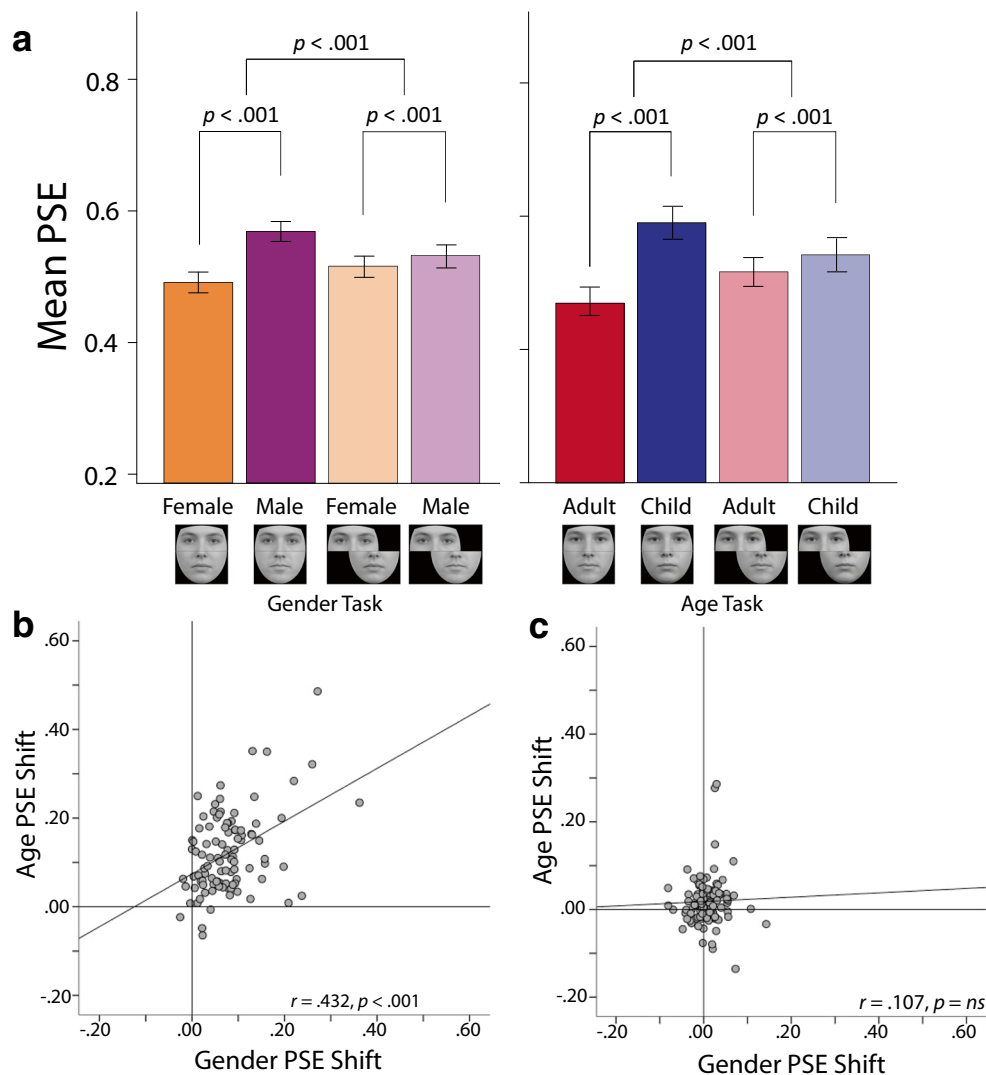 a
p < .001
p < .001
p < .001
p < .001
p < .001
p < .001
Mean PSE
0.8
0.6
0.4
0.2
Female Male Female Male
Adult Child Adult Child
Gender Task
Age Task
b
.60
.40
.20
.00
-.20
Age PSE Shift
r = .432, p < .001
-.20 .00 .20 .40 .60
Gender PSE Shift
c
.60
.40
.20
.00
-.20
Age PSE Shift
r = .107, p = ns
-.20 .00 .20 .40 .60
Gender PSE Shift